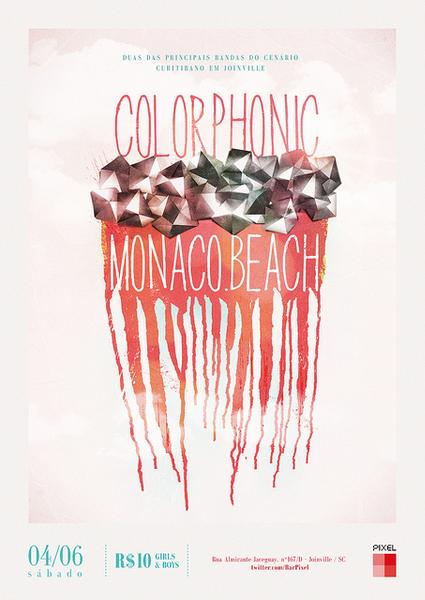 DUAS DAS PRINCIPAIS BANDAS DO CENÁRIO
CURITIBANO EM JOINVILLE
COLORPHONIC
MONACO.BEACH
04/06
sábado
R$10 GIRLS
& BOYS
Rua Almirante Jaceguay, nº167/D - Joinville / SC
twitter.com/BarPixel
PIXEL